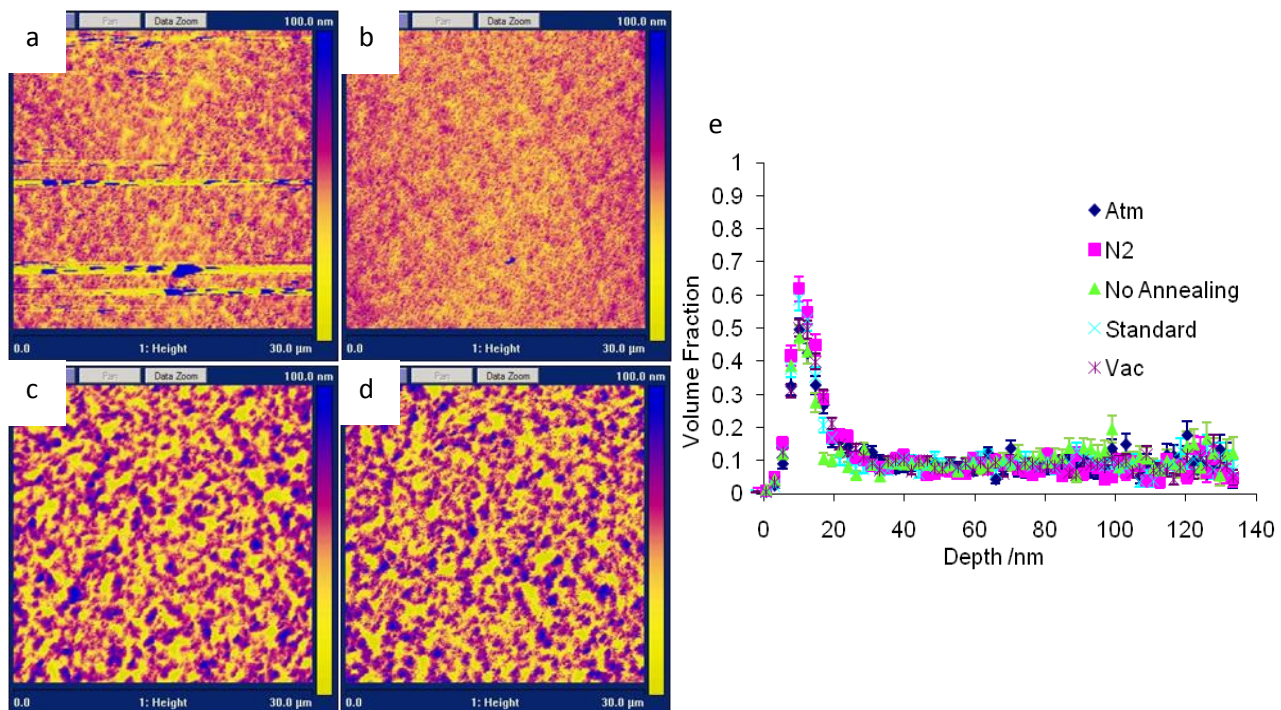 a
Pan
Data Zoom
100.0 nm
0.0
1: Height
30.0 µm
b
Pan
Data Zoom
100.0 nm
0.0
1: Height
30.0 µm
c
Pan
Data Zoom
100.0 nm
0.0
1: Height
30.0 µm
d
Pan
Data Zoom
100.0 nm
0.0
1: Height
30.0 µm
e
Volume Fraction
1
0.9
0.8
0.7
0.6
0.5
0.4
0.3
0.2
0.1
0
0 20 40 60 80 100 120 140
Depth /nm
Atm
N2
No Annealing
Standard
Vac